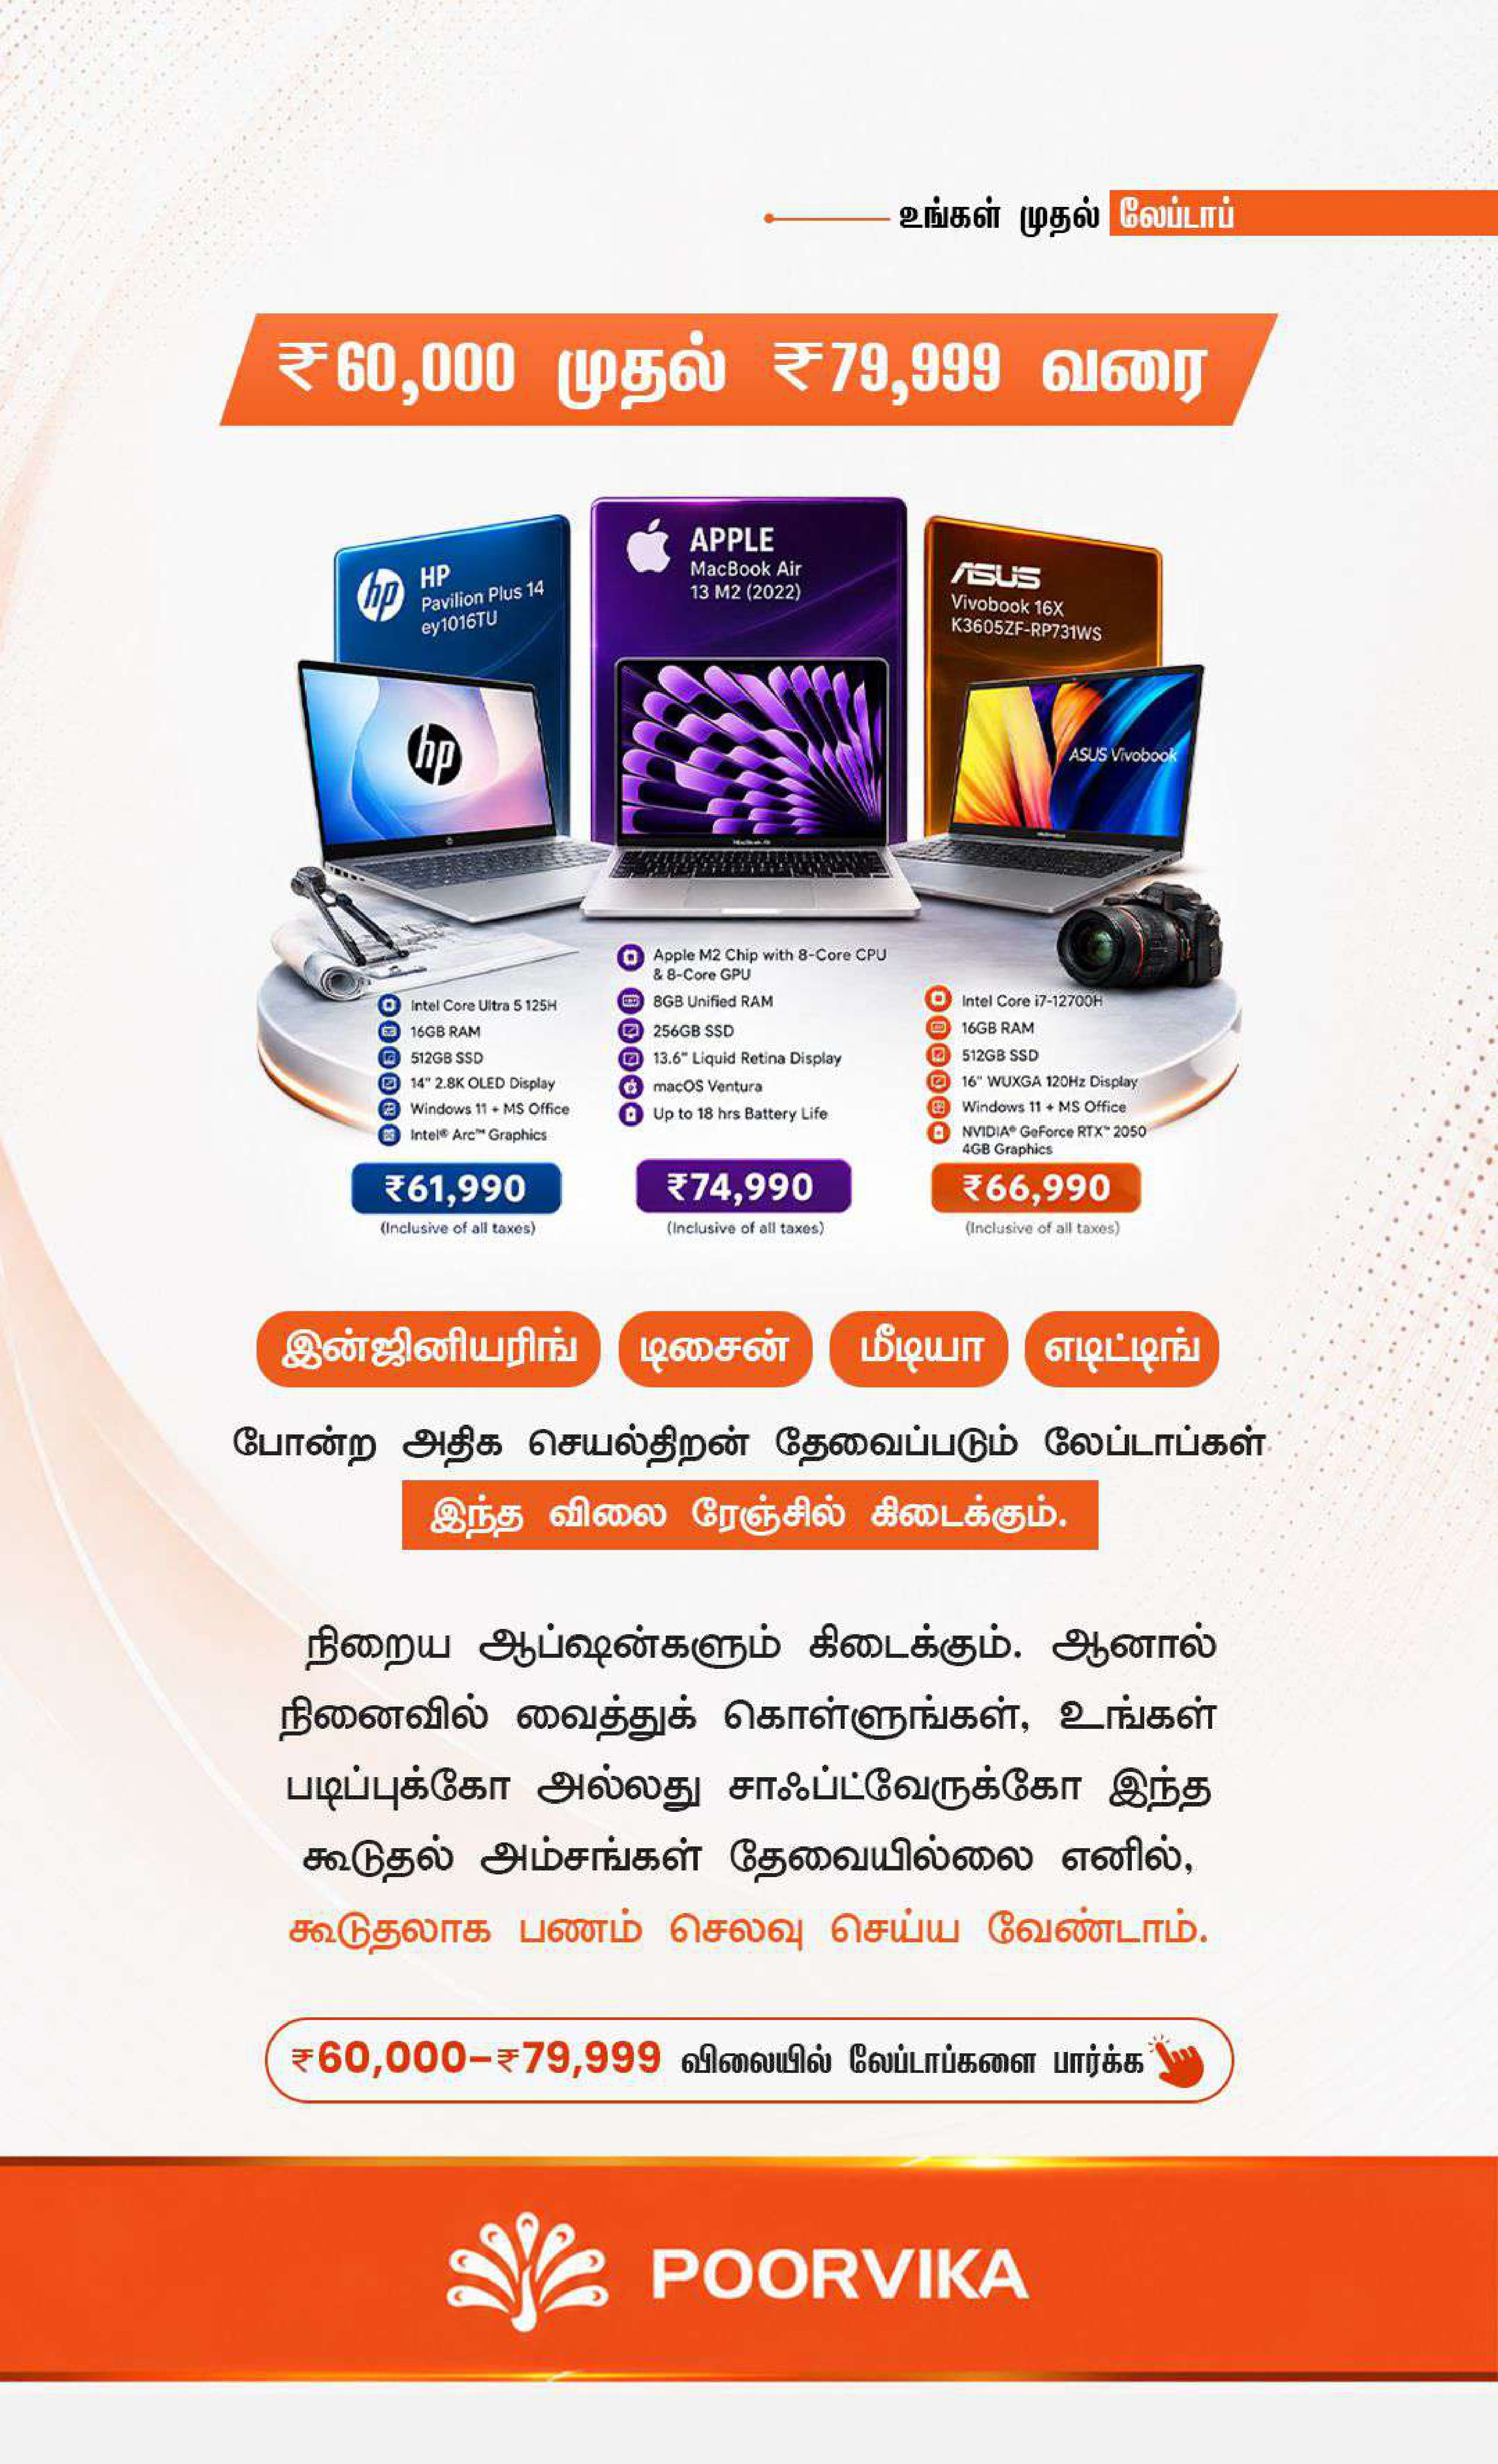 உங்கள் முதல் லேப்டாப்
₹60,000 முதல் ₹79,999 வரை
hp
HP
Pavilion Plus 14
ey1016TU
hp
APPLE
MacBook Air
13 M2 (2022)
ASUS
Vivobook 16X
K3605ZF-RP731WS
ASUS Vivobook
Intel Core Ultra 5 125H
16GB RAM
512GB SSD
14" 2.8K OLED Display
Windows 11 + MS Office
Intel® Arc™ Graphics
₹61,990
(Inclusive of all taxes)
Apple M2 Chip with 8-Core CPU
& 8-Core GPU
8GB Unified RAM
256GB SSD
13.6" Liquid Retina Display
macOS Ventura
Up to 18 hrs Battery Life
₹74,990
(Inclusive of all taxes)
Intel Core i7-12700H
16GB RAM
512GB SSD
16" WUXGA 120Hz Display
Windows 11 + MS Office
NVIDIA® GeForce RTX™ 2050
4GB Graphics
₹66,990
(Inclusive of all taxes)
இன்ஜினியரிங் டிசைன் மீடியா எடிட்டிங்
போன்ற அதிக செயல்திறன் தேவைப்படும் லேப்டாப்கள்
இந்த விலை ரேஞ்சில் கிடைக்கும்.
நிறைய ஆப்ஷன்களும் கிடைக்கும். ஆனால்
நினைவில் வைத்துக் கொள்ளுங்கள், உங்கள்
படிப்புக்கோ அல்லது சாஃப்ட்வேருக்கோ இந்த
கூடுதல் அம்சங்கள் தேவையில்லை எனில்,
கூடுதலாக பணம் செலவு செய்ய வேண்டாம்.
₹60,000-₹79,999 விலையில் லேப்டாப்களை பார்க்க
POORVIKA